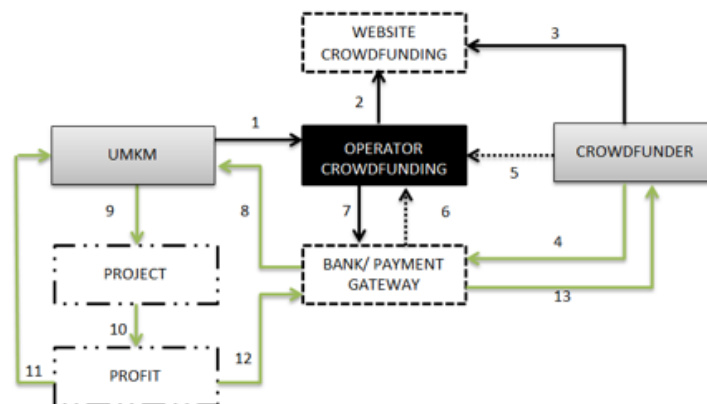 WEBSITE
CROWDFUNDING
3
2
1
UMKM
OPERATOR
CROWDFUNDING
CROWDFUNDER
5
9
8
7
6
4
PROJECT
BANK/ PAYMENT
GATEWAY
13
10
11
PROFIT
12